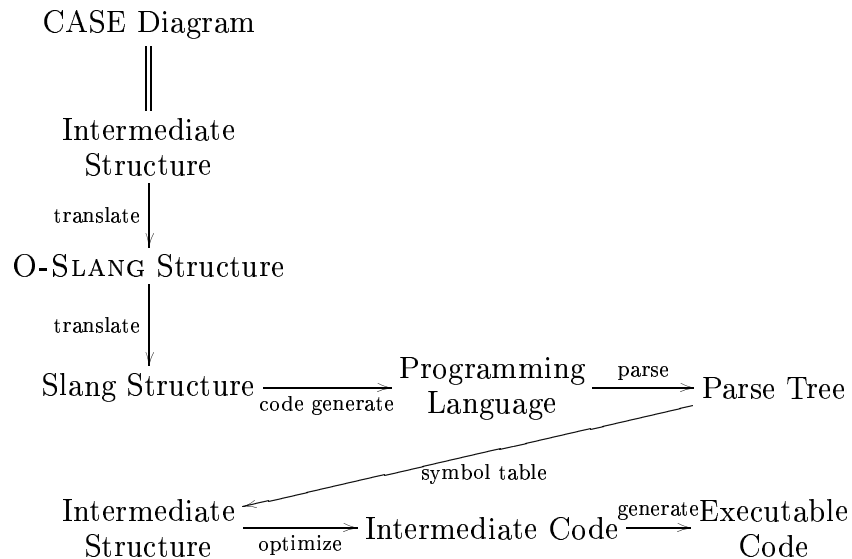 CASE Diagram
Intermediate
Structure
translate
O-SLANG Structure
translate
Slang Structure
code generate
Programming
Language
parse
Parse Tree
symbol table
Intermediate
Structure
optimize
Intermediate Code
generate
Executable
Code